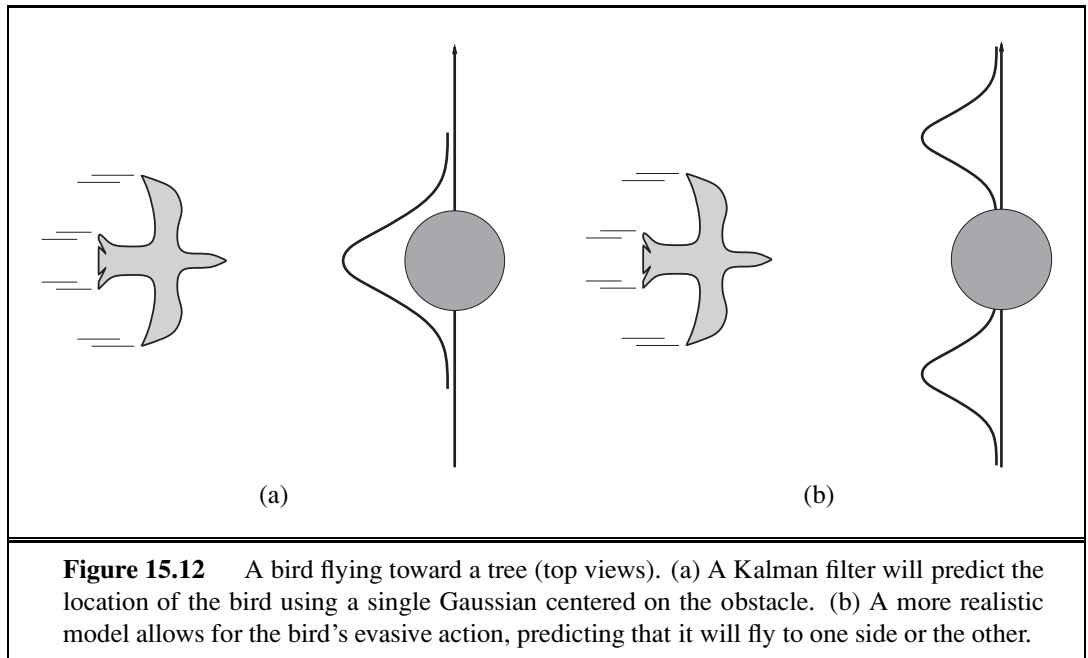 (a) (b)
Figure 15.12 A bird flying toward a tree (top views). (a) A Kalman filter will predict the
location of the bird using a single Gaussian centered on the obstacle. (b) A more realistic
model allows for the bird's evasive action, predicting that it will fly to one side or the other.